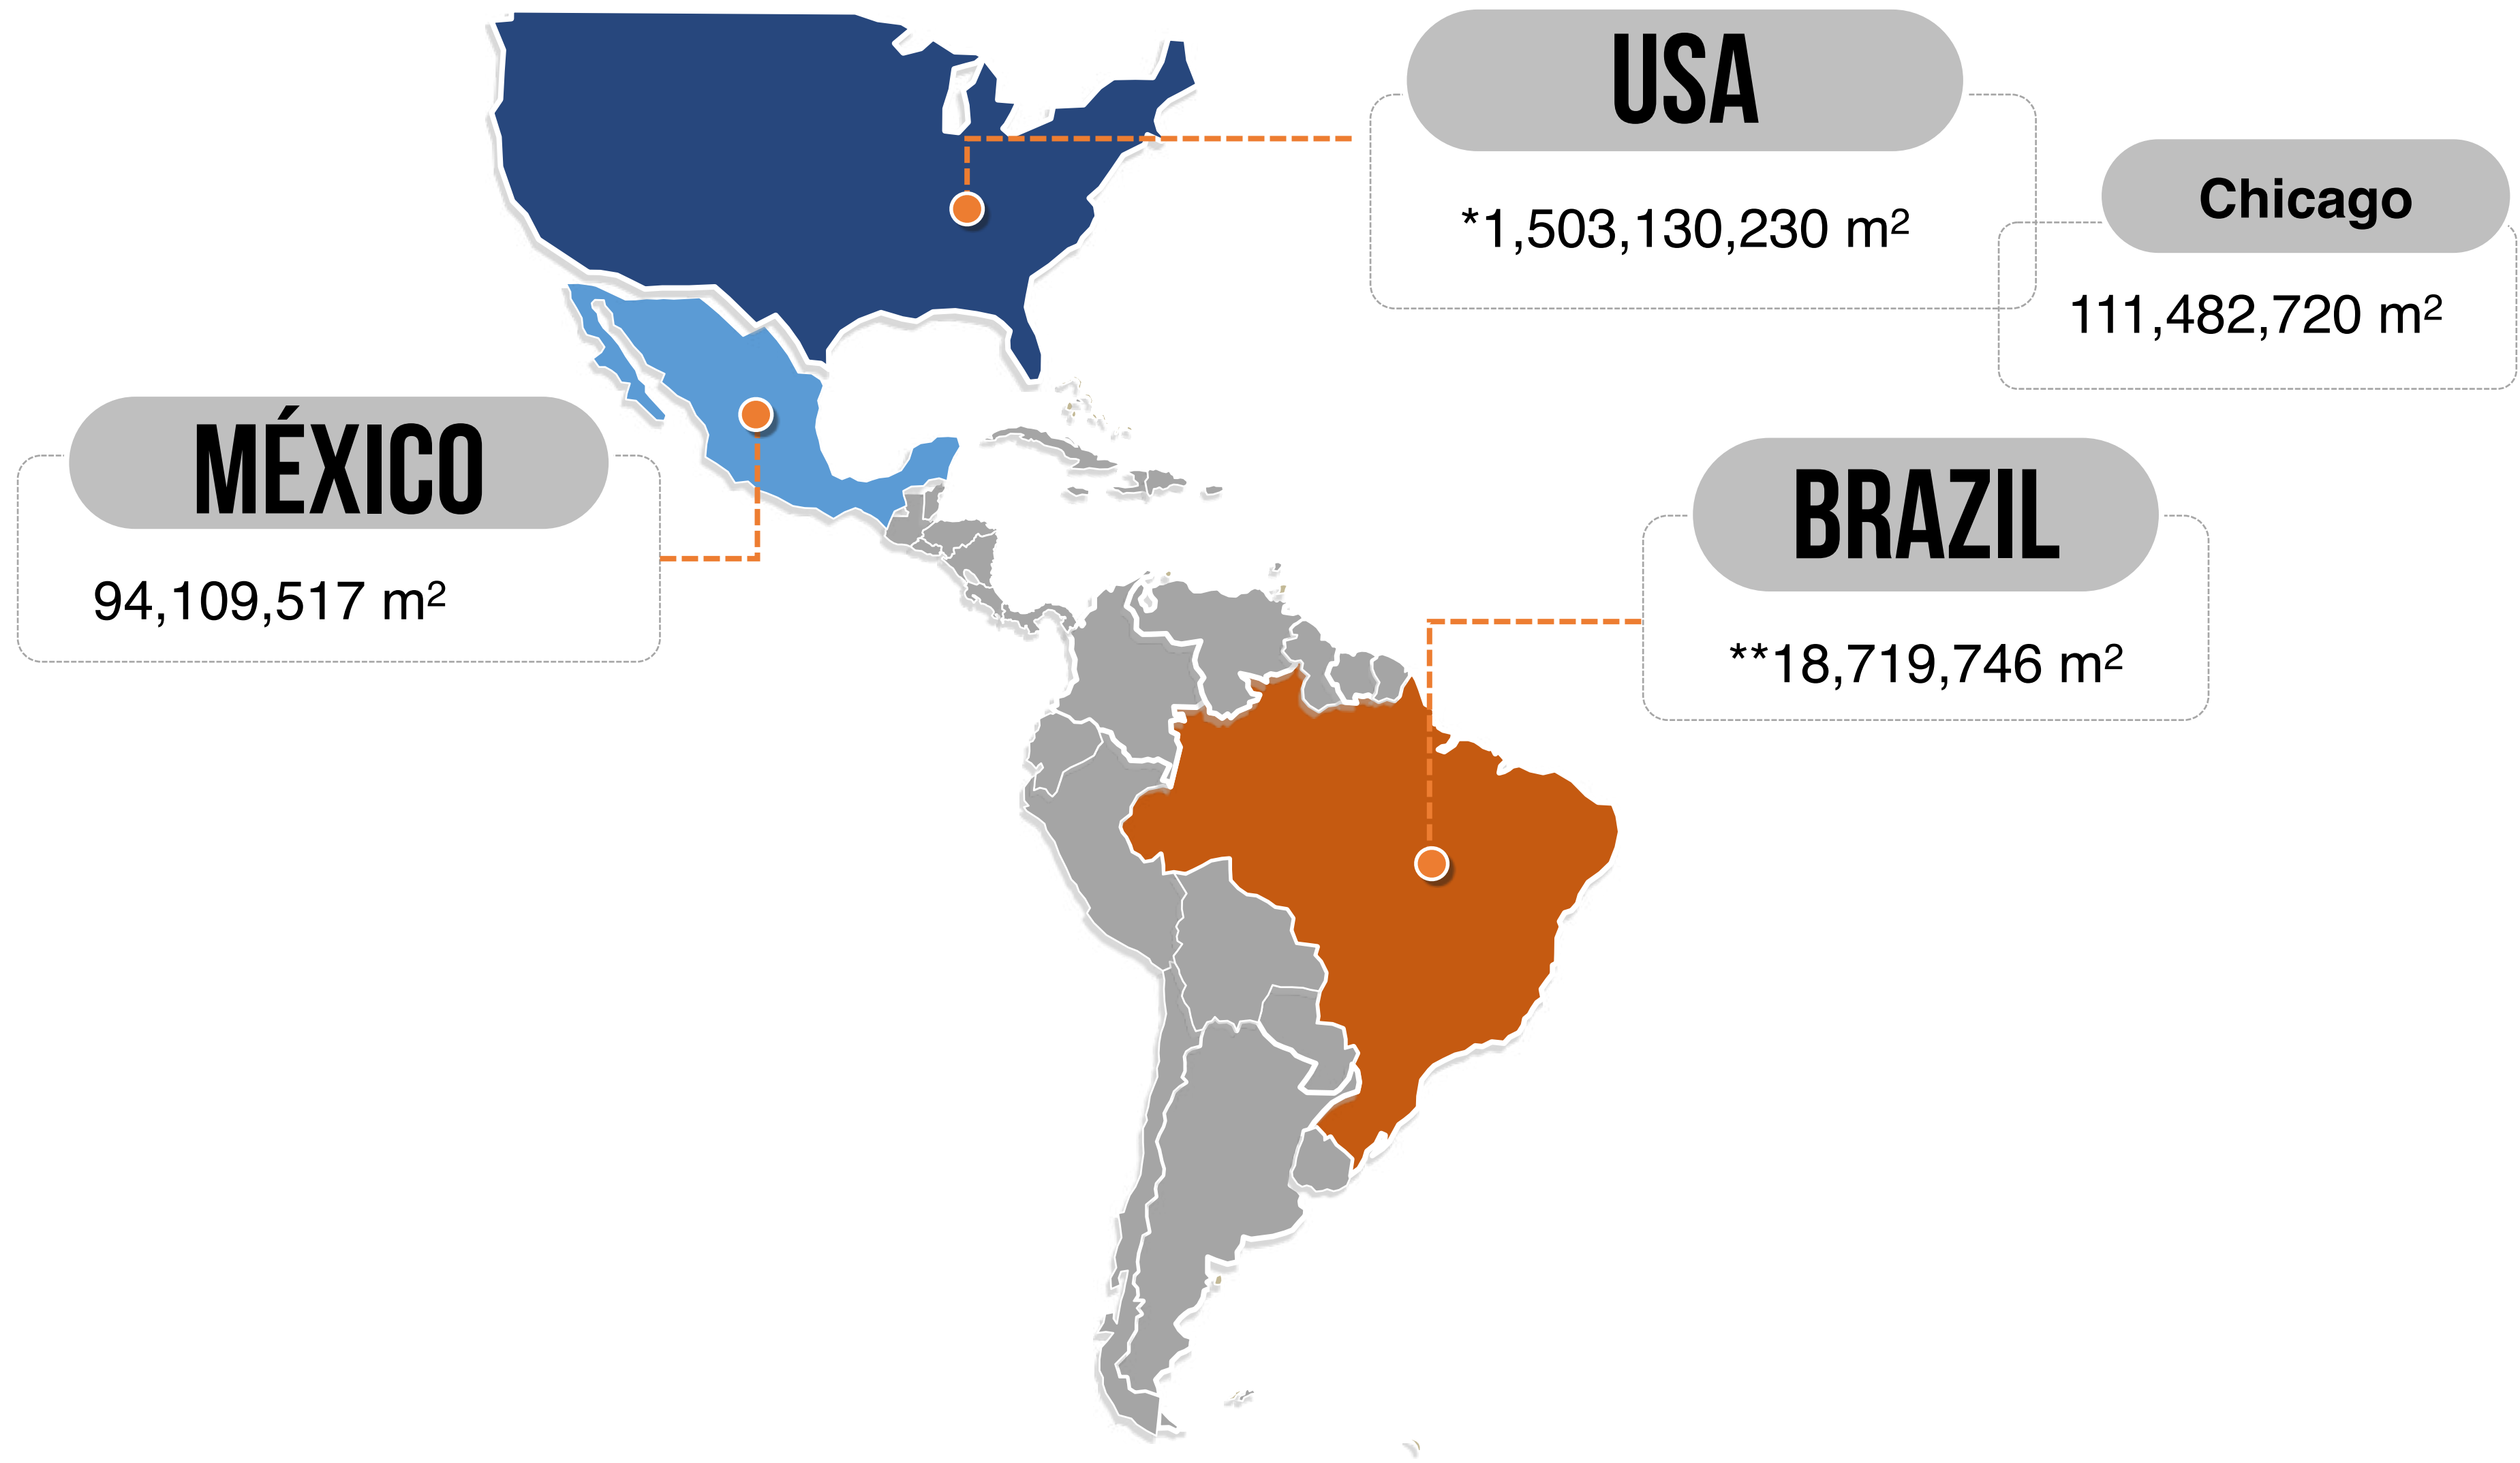 USA
*1,503,130,230 m²
Chicago
111,482,720 m²
MÉXICO
94,109,517 m²
BRAZIL
**18,719,746 m²